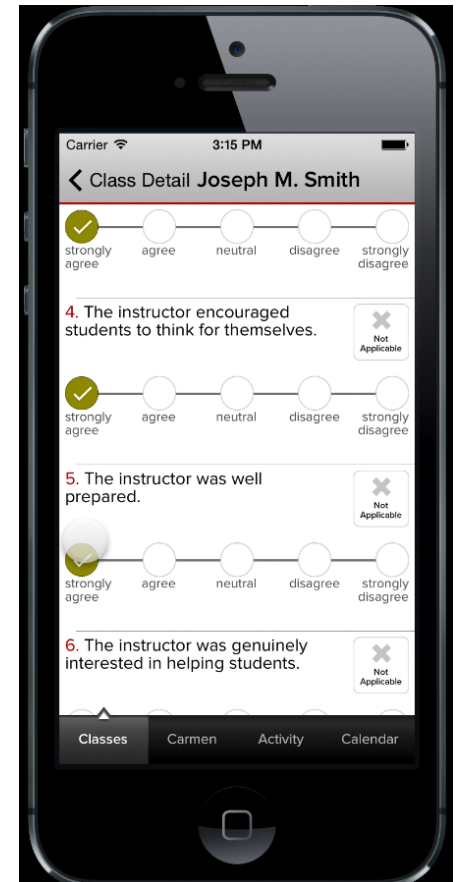 Carrier 3:15 PM
Class Detail Joseph M. Smith
strongly agree neutral disagree strongly
agree disagree
4. The instructor encouraged
students to think for themselves.
Not
Applicable
strongly agree neutral disagree strongly
agree disagree
5. The instructor was well
prepared.
Not
Applicable
strongly agree neutral disagree strongly
agree disagree
6. The instructor was genuinely
interested in helping students.
Not
Applicable
Classes Carmen Activity Calendar